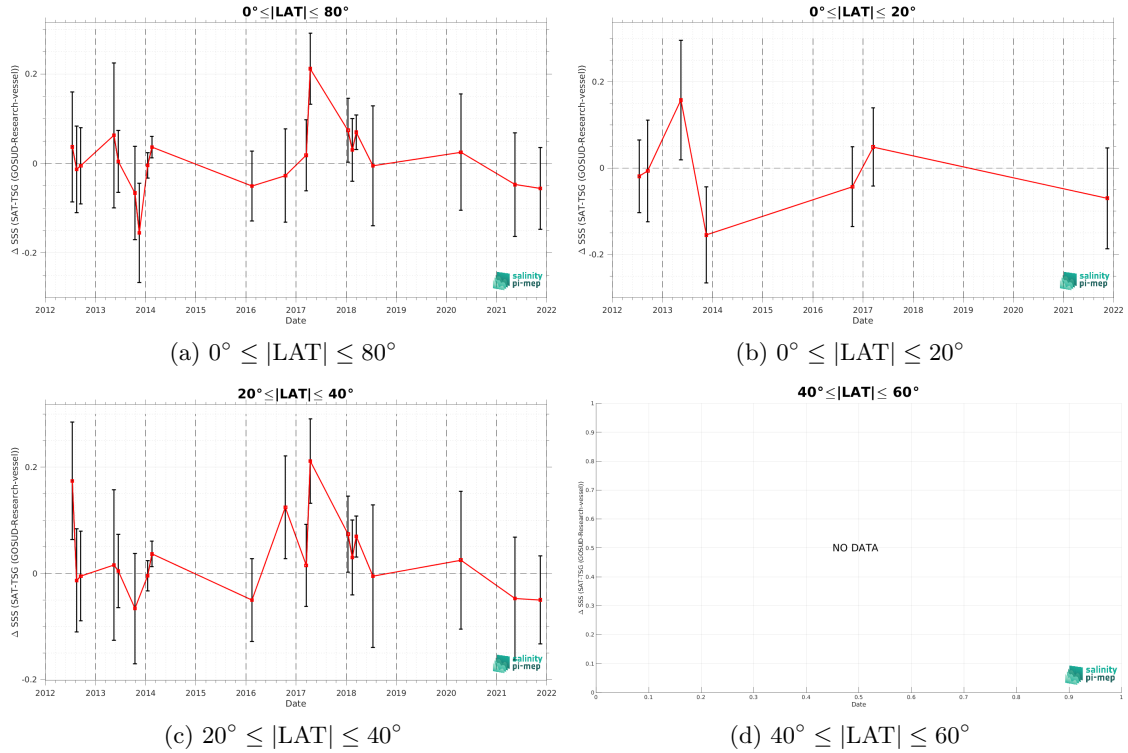 0°≤|LAT|≤ 80°
Δ SSS (SAT-TSG (GOSUD-Research-vessel))
0.2
0
-0.2
2012 2013 2014 2015 2016 2017 2018 2019 2020 2021 2022
Date
salinity
pi-mep
(a) 0° ≤ |LAT| ≤ 80°
0°≤|LAT|≤ 20°
Δ SSS (SAT-TSG (GOSUD-Research-vessel))
0.2
0
-0.2
2012 2013 2014 2015 2016 2017 2018 2019 2020 2021 2022
Date
salinity
pi-mep
(b) 0° ≤ |LAT| ≤ 20°
20°≤|LAT|≤ 40°
Δ SSS (SAT-TSG (GOSUD-Research-vessel))
0.2
0
-0.2
2012 2013 2014 2015 2016 2017 2018 2019 2020 2021 2022
Date
salinity
pi-mep
(c) 20° ≤ |LAT| ≤ 40°
40°≤|LAT|≤ 60°
Δ SSS (SAT-TSG (GOSUD-Research-vessel))
1
0.9
0.8
0.7
0.6
0.5
0.4
0.3
0.2
0.1
0
NO DATA
0 0.1 0.2 0.3 0.4 0.5 0.6 0.7 0.8 0.9 1
Date
salinity
pi-mep
(d) 40° ≤ |LAT| ≤ 60°